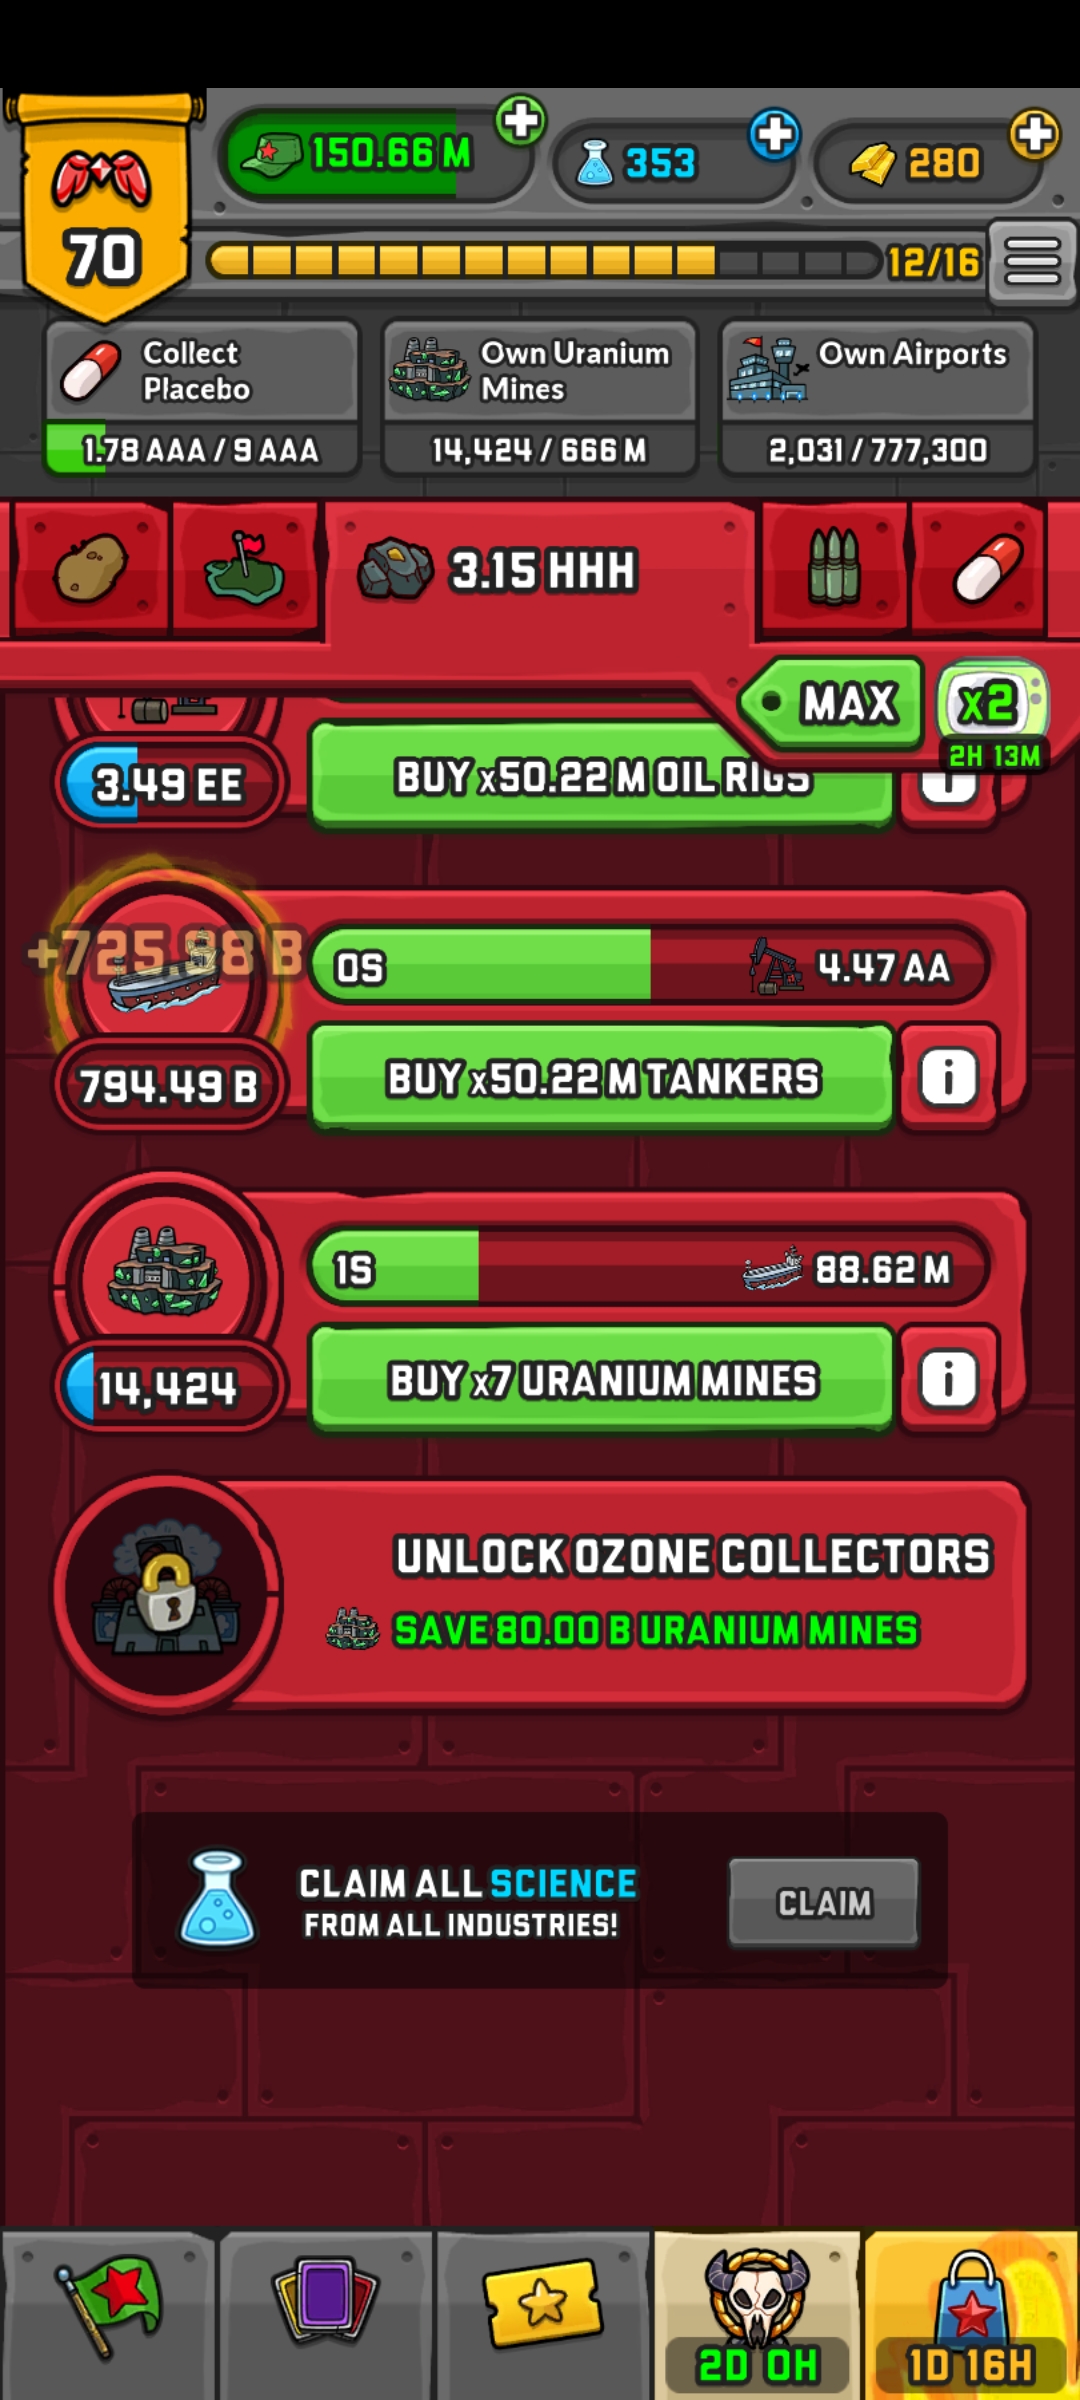 150.66 M
353
280
70
12/16
Collect
Placebo
Own Uranium
Mines
Own Airports
1.78 AAA / 9 AAA
14,424 / 666 M
2,031 / 777,300
3.15 HHH
MAX
x2
2H 13M
3.49 EE
BUY x50.22 M OIL RIGS
+725.98 B
0S
4.47 AA
794.49 B
BUY x50.22 M TANKERS
i
1S
88.62 M
14,424
BUY x7 URANIUM MINES
i
UNLOCK OZONE COLLECTORS
SAVE 80.00 B URANIUM MINES
CLAIM ALL SCIENCE
FROM ALL INDUSTRIES!
CLAIM
2D 0H
1D 16H